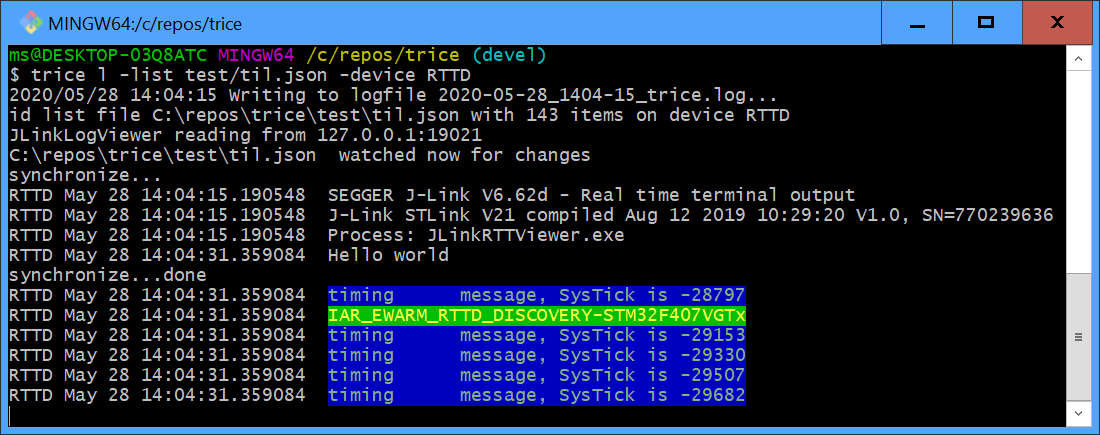 MINGW64:/c/repos/trice
ms@DESKTOP-O3Q8ATC MINGW64 /c/repos/trice (devel)
$ trice l -list test/til.json -device RTTD
2020/05/28 14:04:15 Writing to logfile 2020-05-28_1404-15_trice.log...
id list file C:\repos\trice\test\til.json with 143 items on device RTTD
JLinkLogViewer reading from 127.0.0.1:19021
C:\repos\trice\test\til.json  watched now for changes
synchronize...
RTTD May 28 14:04:15.190548  SEGGER J-Link V6.62d - Real time terminal output
RTTD May 28 14:04:15.190548  J-Link STLink V21 compiled Aug 12 2019 10:29:20 V1.0, SN=770239636
RTTD May 28 14:04:15.190548  Process: JLinkRTTViewer.exe
RTTD May 28 14:04:31.359084  Hello world
synchronize...done
RTTD May 28 14:04:31.359084  timing      message, SysTick is -28797
RTTD May 28 14:04:31.359084  IAR_EWARM_RTTD_DISCOVERY-STM32F407VGTx
RTTD May 28 14:04:31.359084  timing      message, SysTick is -29153
RTTD May 28 14:04:31.359084  timing      message, SysTick is -29330
RTTD May 28 14:04:31.359084  timing      message, SysTick is -29507
RTTD May 28 14:04:31.359084  timing      message, SysTick is -29682